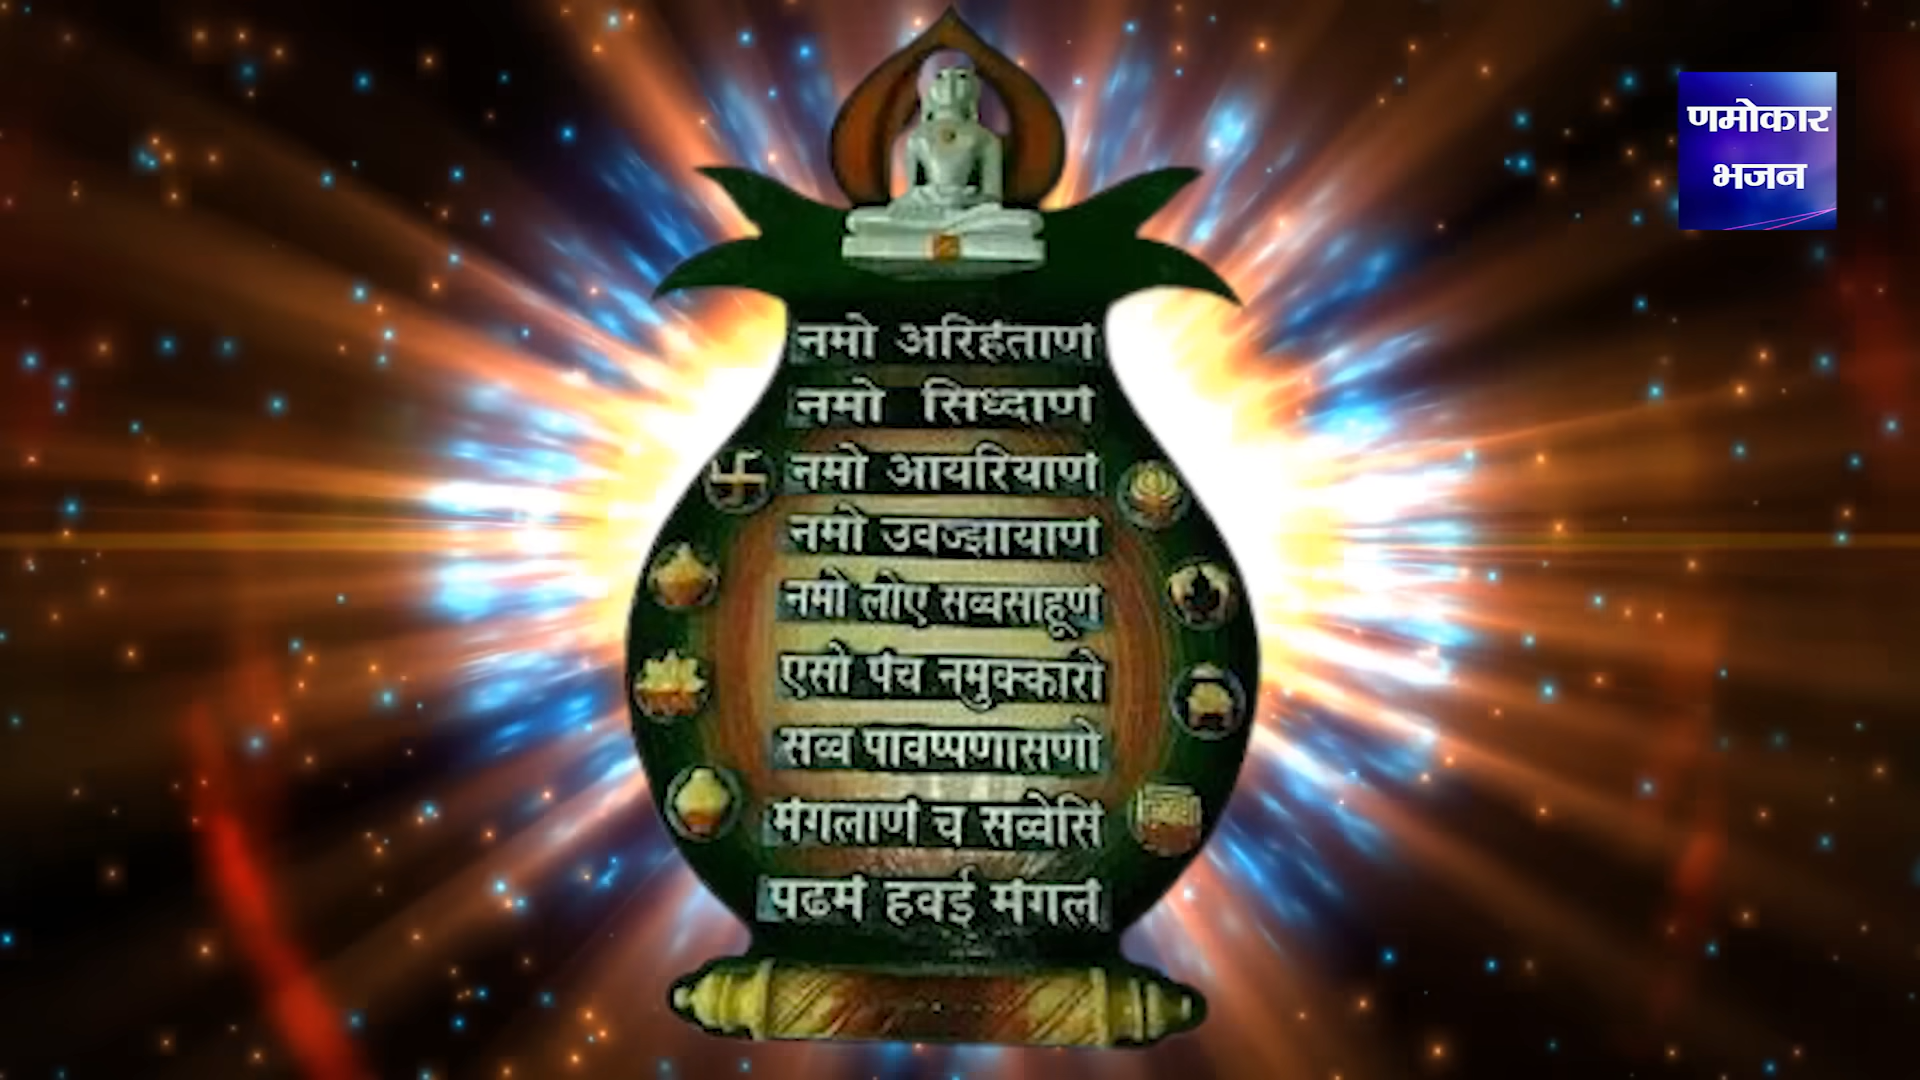 णमोकार
भजन
नमो अरिहंताणं
नमो सिध्दाणं
नमो आयरियाणं
नमो उवज्झायाणं
नमो लोए सव्वसाहूणं
एसो पंच नमुक्कारो
सव्व पावप्पणासणो
मंगलाणं च सव्वेसिं
पढमं हवई मंगलं